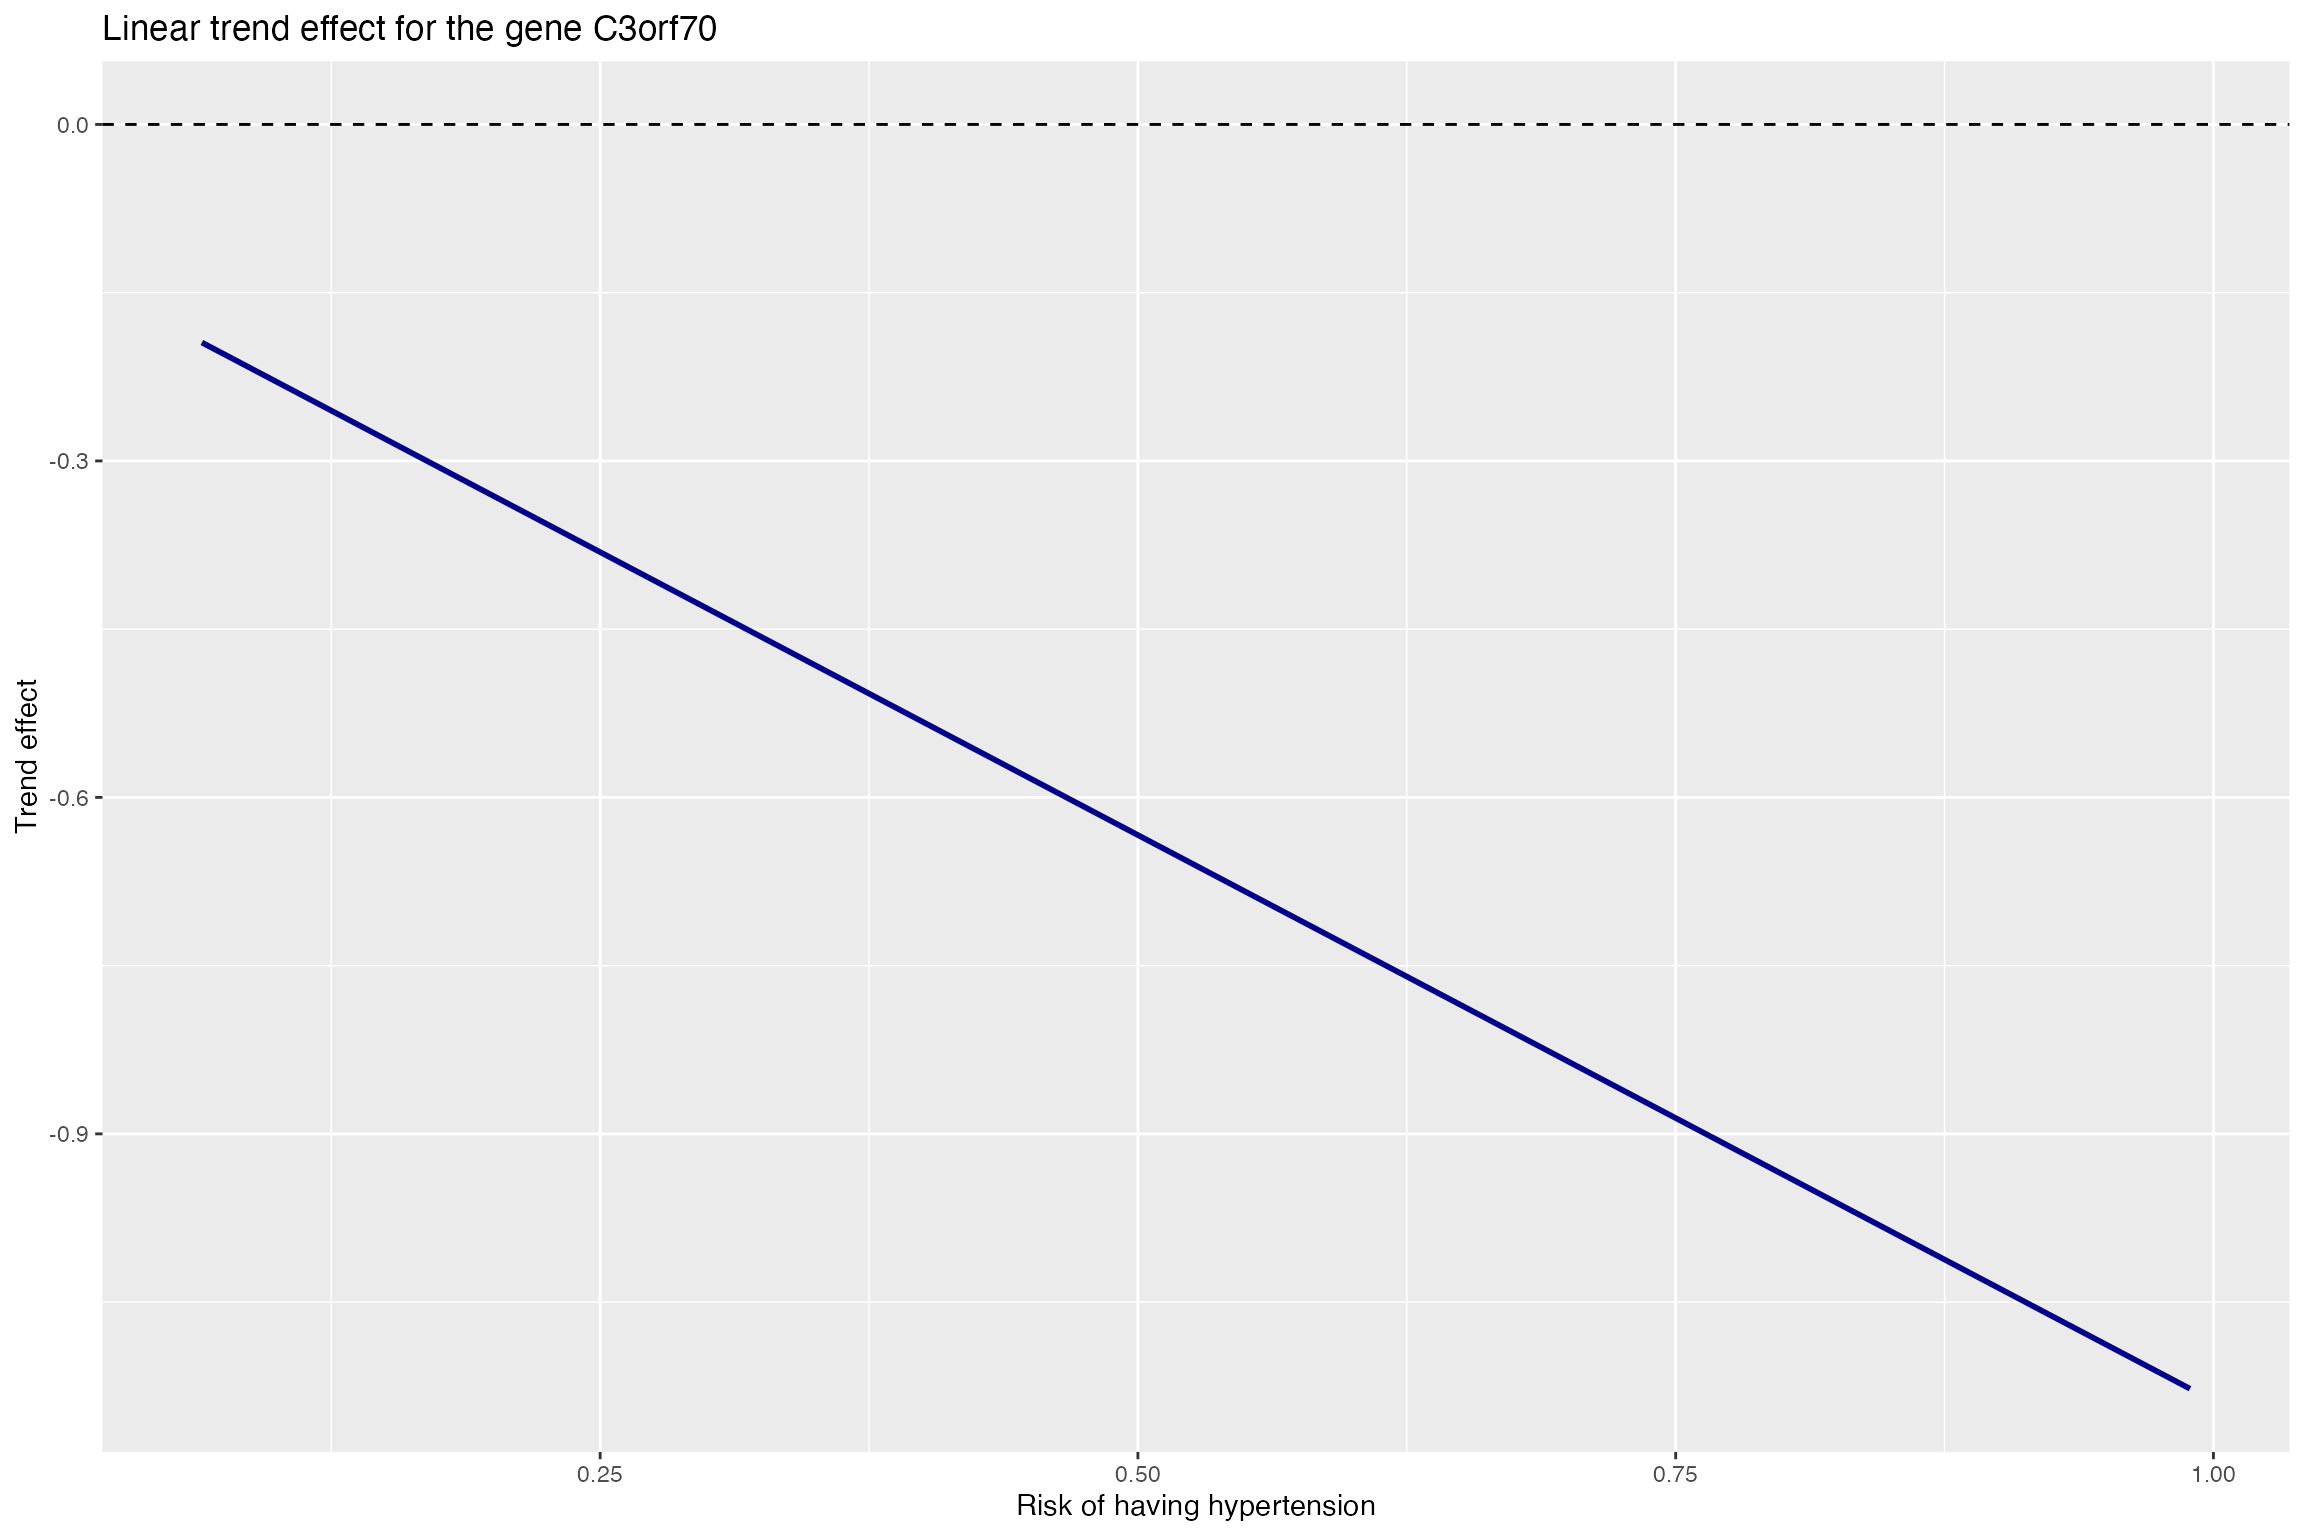 Linear trend effect for the gene C3orf70
0.0
-0.3
-0.6
-0.9
Trend effect
0.25 0.50 0.75 1.00
Risk of having hypertension